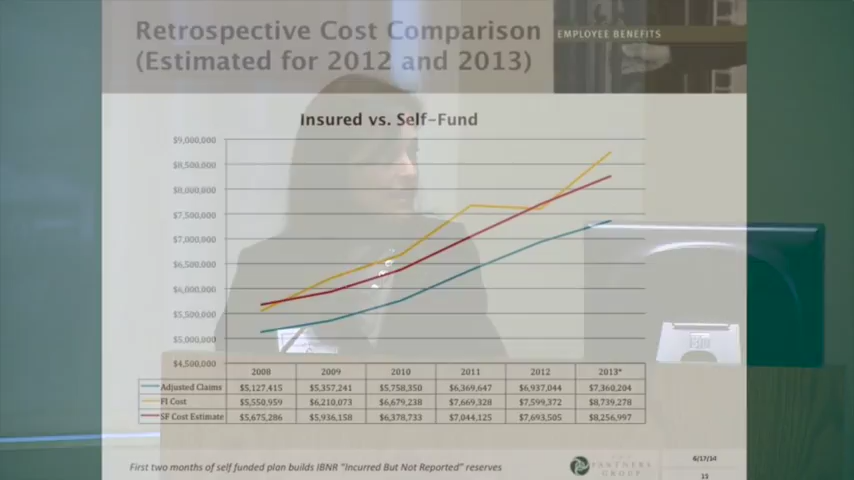 Retrospective Cost Comparison
(Estimated for 2012 and 2013)
EMPLOYEE BENEFITS
Insured vs. Self-Fund
$9,000,000
$8,500,000
$8,000,000
$7,500,000
$7,000,000
$6,500,000
$6,000,000
$5,500,000
$5,000,000
$4,500,000
2008 2009 2010 2011 2012 2013*
Adjusted Claims $5,127,415 $5,357,241 $5,758,350 $6,369,647 $6,937,044 $7,360,204
FI Cost $5,550,959 $6,210,073 $6,679,238 $7,669,328 $7,599,372 $8,739,278
SF Cost Estimate $5,675,286 $5,936,158 $6,378,733 $7,044,125 $7,693,505 $8,256,997
First two months of self funded plan builds IBNR "Incurred But Not Reported" reserves
PARTNERS
GROUP
6/17/14
15